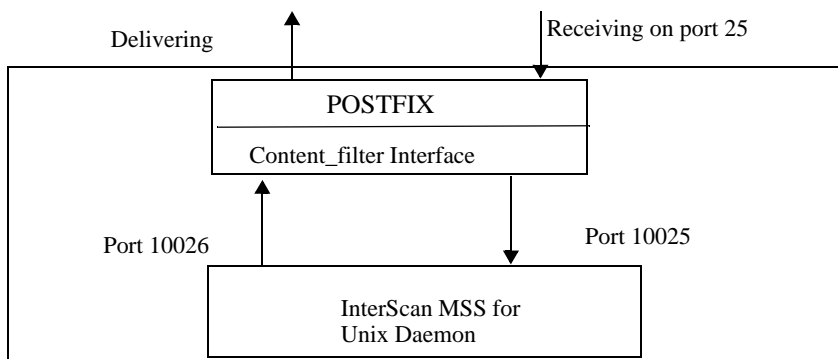 Delivering
Receiving on port 25
POSTFIX
Content_filter Interface
Port 10026
Port 10025
InterScan MSS for
Unix Daemon